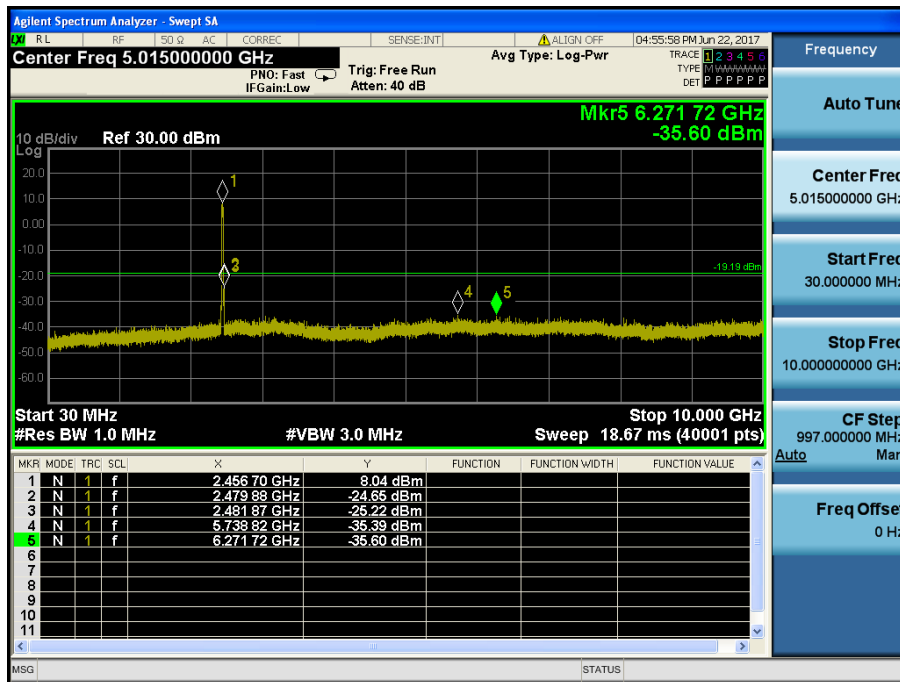 Agilent Spectrum Analyzer - Swept SA
LXI RL RF 50 Ω AC CORREC SENSE:INT ALIGN OFF 04:55:58 PM Jun 22, 2017
Center Freq 5.015000000 GHz
PNO: Fast Trig: Free Run Avg Type: Log-Pwr TRACE 1 2 3 4 5 6
IFGain:Low Atten: 40 dB TYPE MWWWWW
DET P P P P P P
Frequency
Auto Tune
Center Freq
5.015000000 GHz
Start Freq
30.000000 MHz
Stop Freq
10.000000000 GHz
CF Step
997.000000 MHz
Auto Man
Freq Offset
0 Hz
Mkr5 6.271 72 GHz
-35.60 dBm
10 dB/div Ref 30.00 dBm
Log
20.0
10.0
0.00
-10.0
-20.0
-30.0
-40.0
-50.0
-60.0
1
3
4
5
-19.19 dBm
Start 30 MHz Stop 10.000 GHz
#Res BW 1.0 MHz #VBW 3.0 MHz Sweep 18.67 ms (40001 pts)
MKR MODE TRC SCL X Y FUNCTION FUNCTION WIDTH FUNCTION VALUE
1 N 1 f 2.456 70 GHz 8.04 dBm
2 N 1 f 2.479 88 GHz -24.65 dBm
3 N 1 f 2.481 87 GHz -25.22 dBm
4 N 1 f 5.738 82 GHz -35.39 dBm
5 N 1 f 6.271 72 GHz -35.60 dBm
6
7
8
9
10
11
MSG STATUS